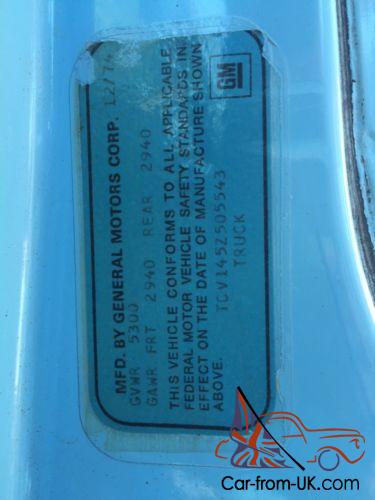 MFD. BY GENERAL MOTORS CORP. 12/74
GVWR 5300
GAWR FRT 2940 REAR 2940
THIS VEHICLE CONFORMS TO ALL APPLICABLE
FEDERAL MOTOR VEHICLE SAFETY STANDARDS IN
EFFECT ON THE DATE OF MANUFACTURE SHOWN
ABOVE.
TCV145Z505543
TRUCK
GM
Car-from-UK.com